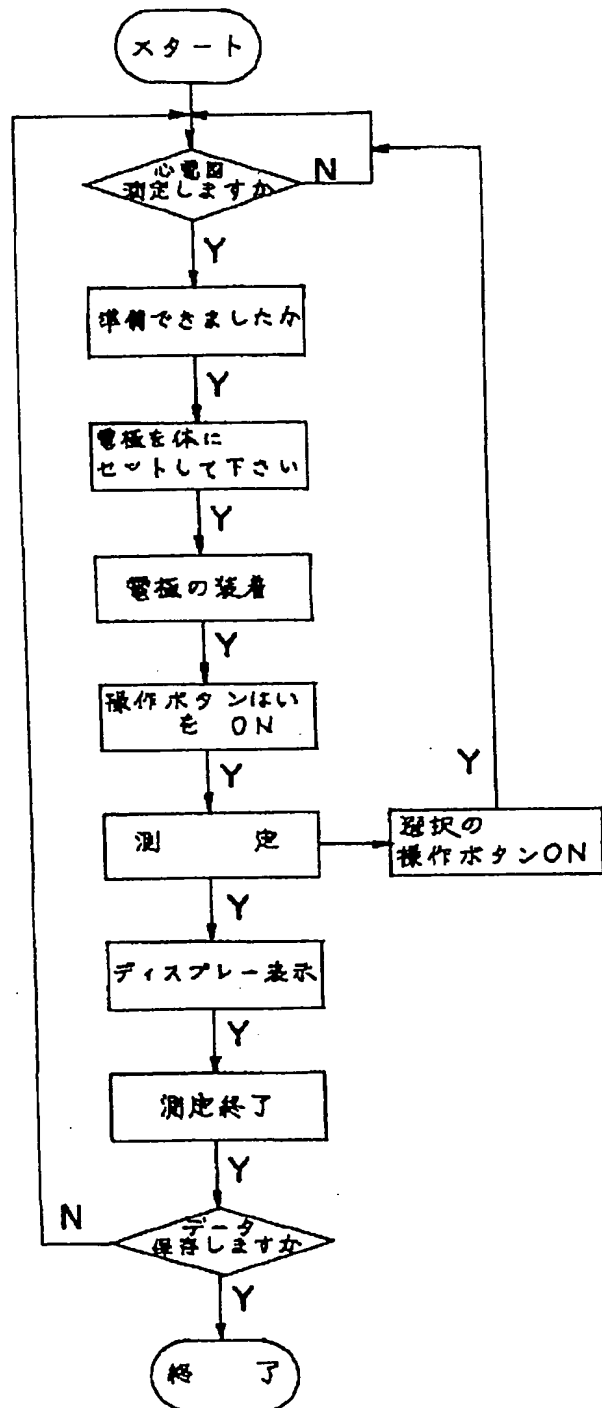 スタート
心電図
測定しますか
N
Y
準備できましたか
Y
電極を体に
セットして下さい
Y
電極の装着
Y
操作ボタンはい
を ON
Y
測 定
Y
選択の
操作ボタンON
Y
ディスプレー表示
Y
測定終了
Y
データ
保存しますか
N
Y
終 了